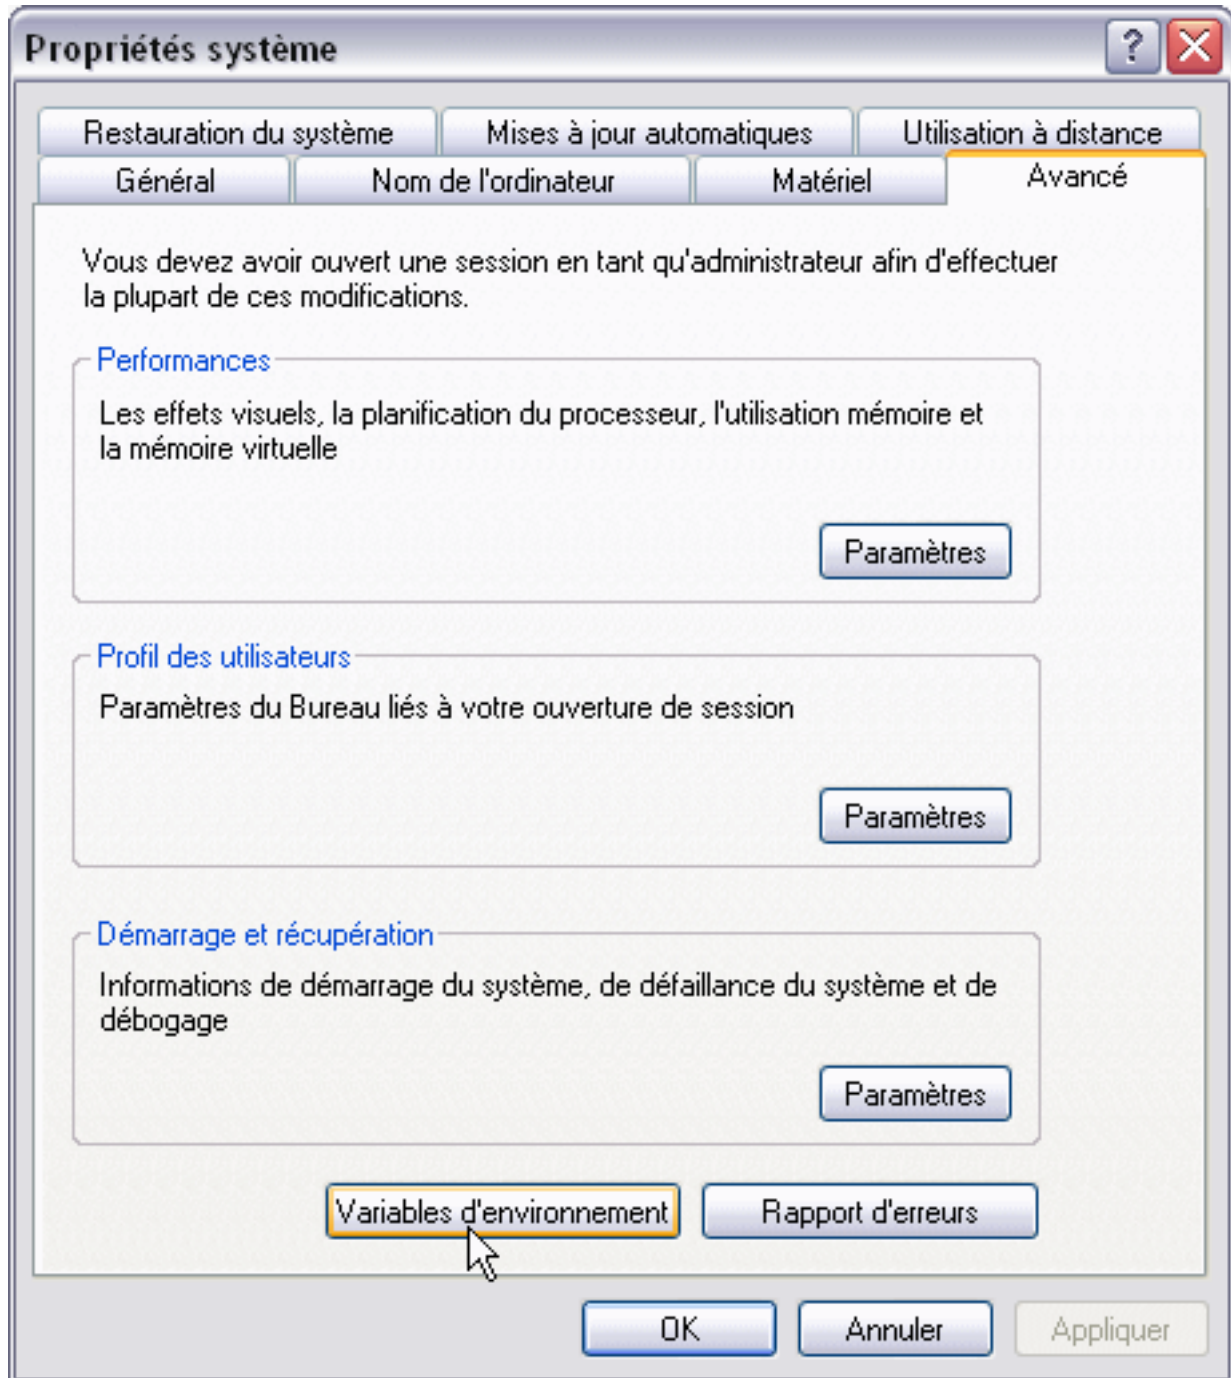 Propriétés système
Restauration du système
Mises à jour automatiques
Utilisation à distance
Général
Nom de l'ordinateur
Matériel
Avancé
Vous devez avoir ouvert une session en tant qu'administrateur afin d'effectuer
la plupart de ces modifications.
Performances
Les effets visuels, la planification du processeur, l'utilisation mémoire et
la mémoire virtuelle
Paramètres
Profil des utilisateurs
Paramètres du Bureau liés à votre ouverture de session
Paramètres
Démarrage et récupération
Informations de démarrage du système, de défaillance du système et de
débogage
Paramètres
Variables d'environnement
Rapport d'erreurs
OK
Annuler
Appliquer